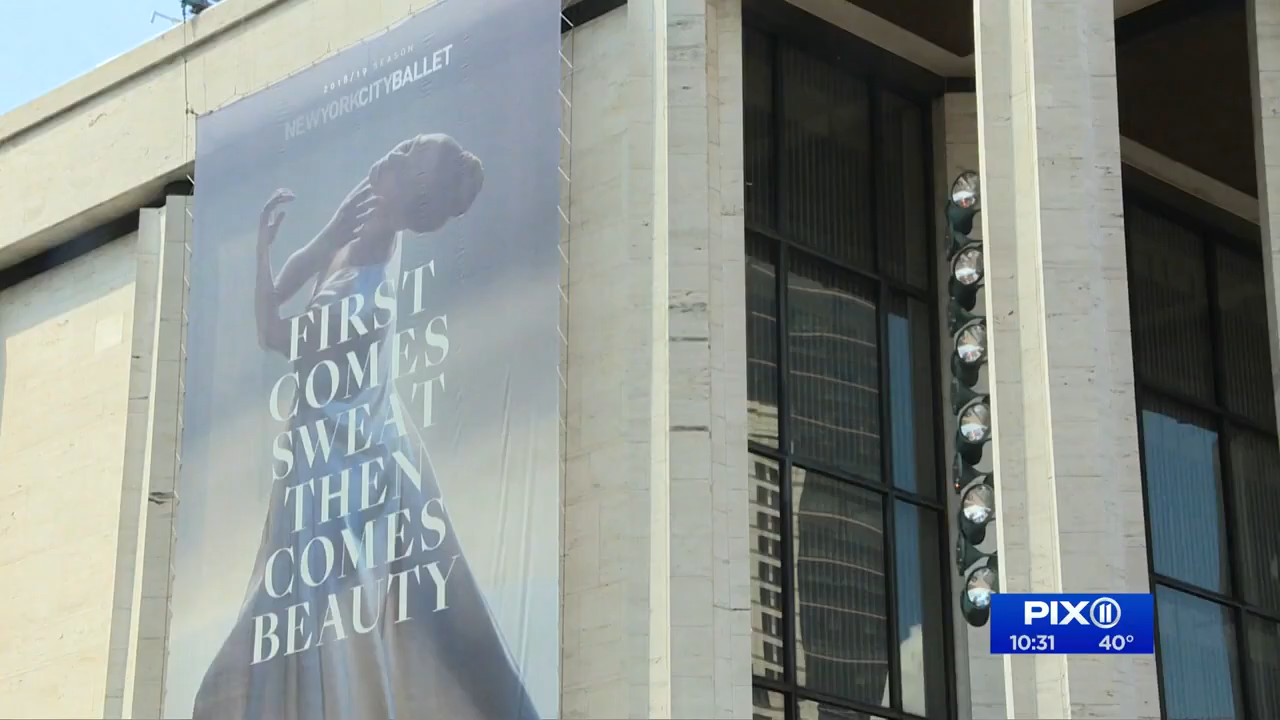 2018/19 SEASON
NEWYORKCITYBALLET
FIRST
COMES
SWEAT
THEN
COMES
BEAUTY
PIX11
10:31 40°